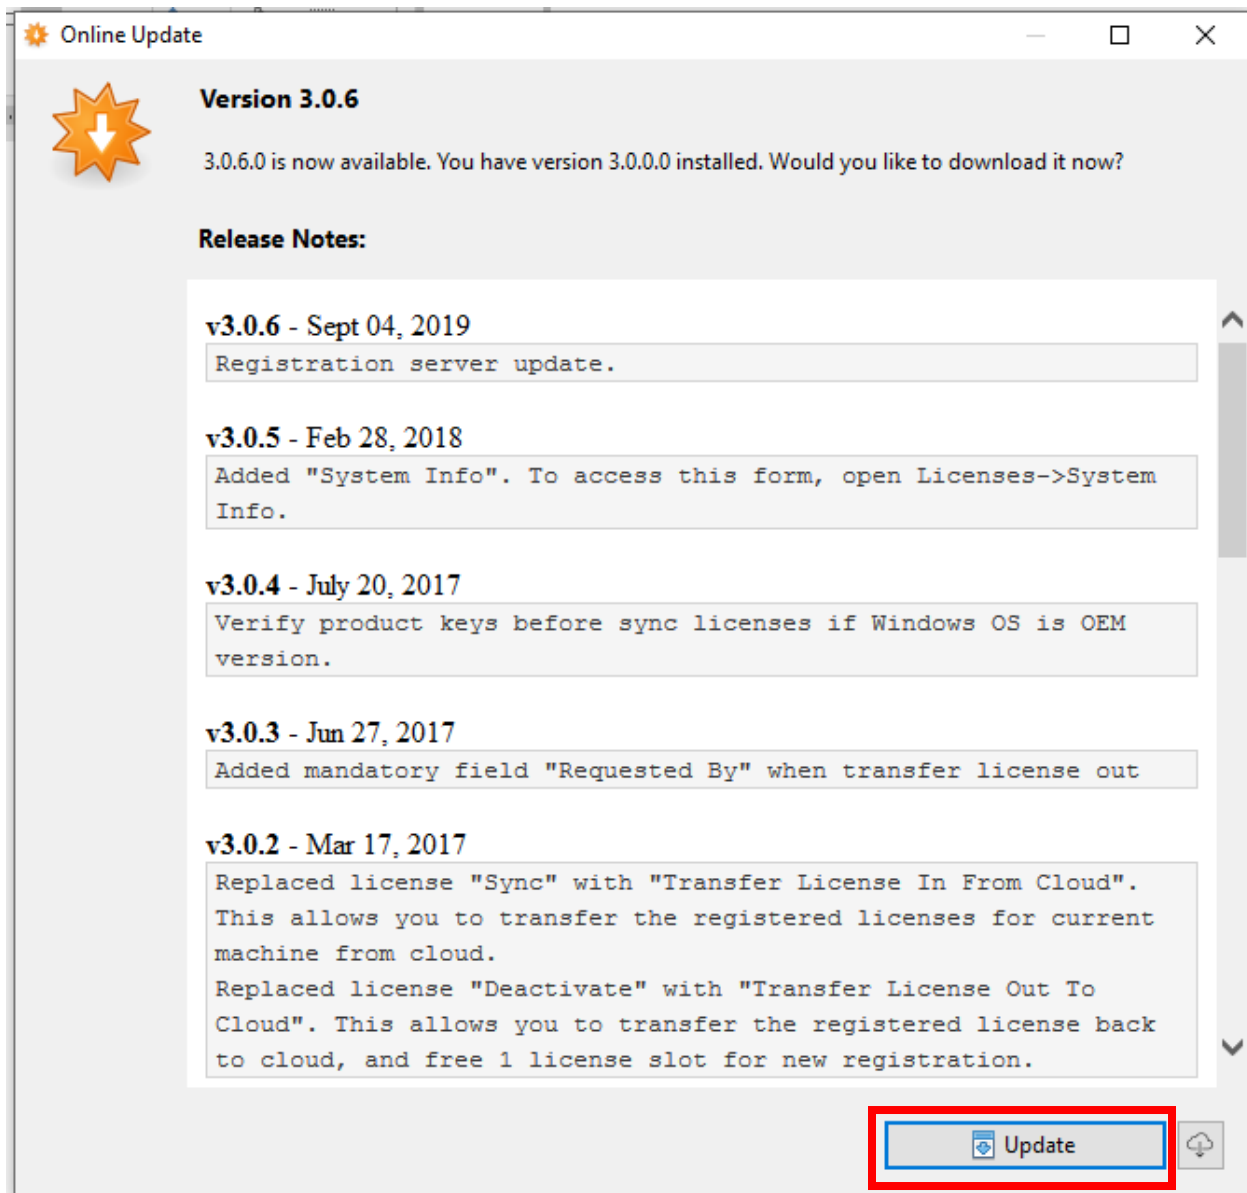 Online Update
Version 3.0.6
3.0.6.0 is now available. You have version 3.0.0.0 installed. Would you like to download it now?
Release Notes:
v3.0.6 - Sept 04, 2019
Registration server update.
v3.0.5 - Feb 28, 2018
Added "System Info". To access this form, open Licenses->System
Info.
v3.0.4 - July 20, 2017
Verify product keys before sync licenses if Windows OS is OEM
version.
v3.0.3 - Jun 27, 2017
Added mandatory field "Requested By" when transfer license out
v3.0.2 - Mar 17, 2017
Replaced license "Sync" with "Transfer License In From Cloud".
This allows you to transfer the registered licenses for current
machine from cloud.
Replaced license "Deactivate" with "Transfer License Out To
Cloud". This allows you to transfer the registered license back
to cloud, and free 1 license slot for new registration.
Update